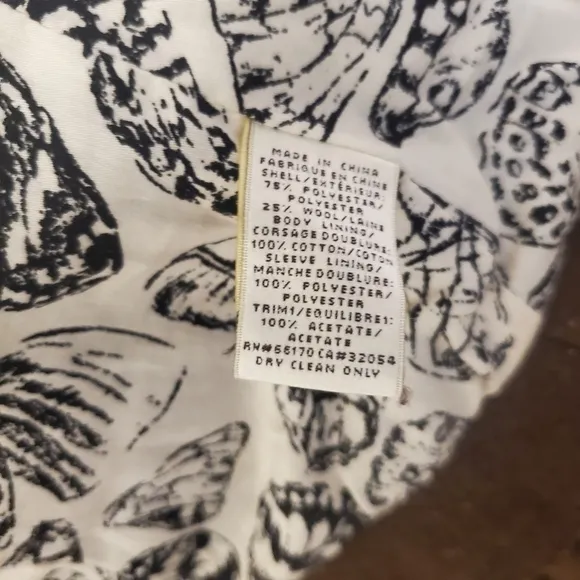 MADE IN CHINA
FABRIQUE EN CHINE
SHELL/EXTÉRIEUR:
75% POLYESTER/
POLYESTER
25% WOOL/LAINE
BODY LINING/
CORSAGE DOUBLURE:
100% COTTON/COTON
SLEEVE LINING/
MANCHE DOUBLURE:
100% POLYESTER/
POLYESTER
TRIM1/EQUILIBRE1:
100% ACETATE/
ACETATE
RN#66170 CA#32054
DRY CLEAN ONLY